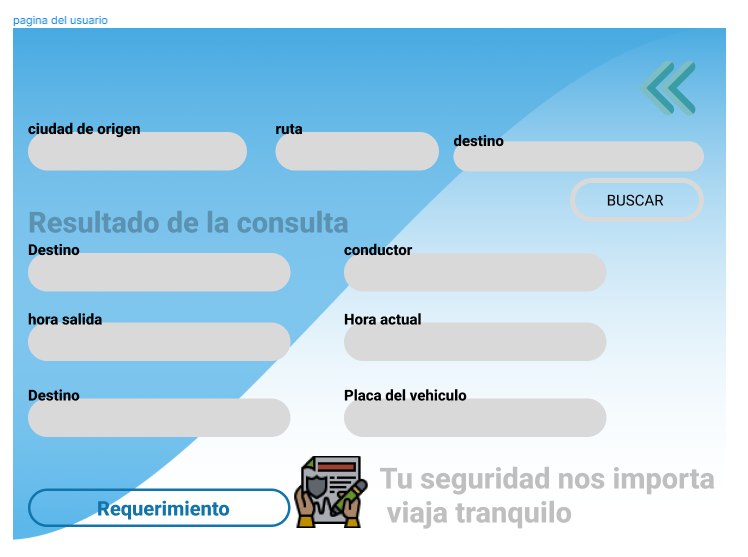 pagina del usuario
ciudad de origen
ruta
destino
BUSCAR
Resultado de la consulta
Destino
conductor
hora salida
Hora actual
Destino
Placa del vehiculo
Requerimiento
Tu seguridad nos importa
viaja tranquilo